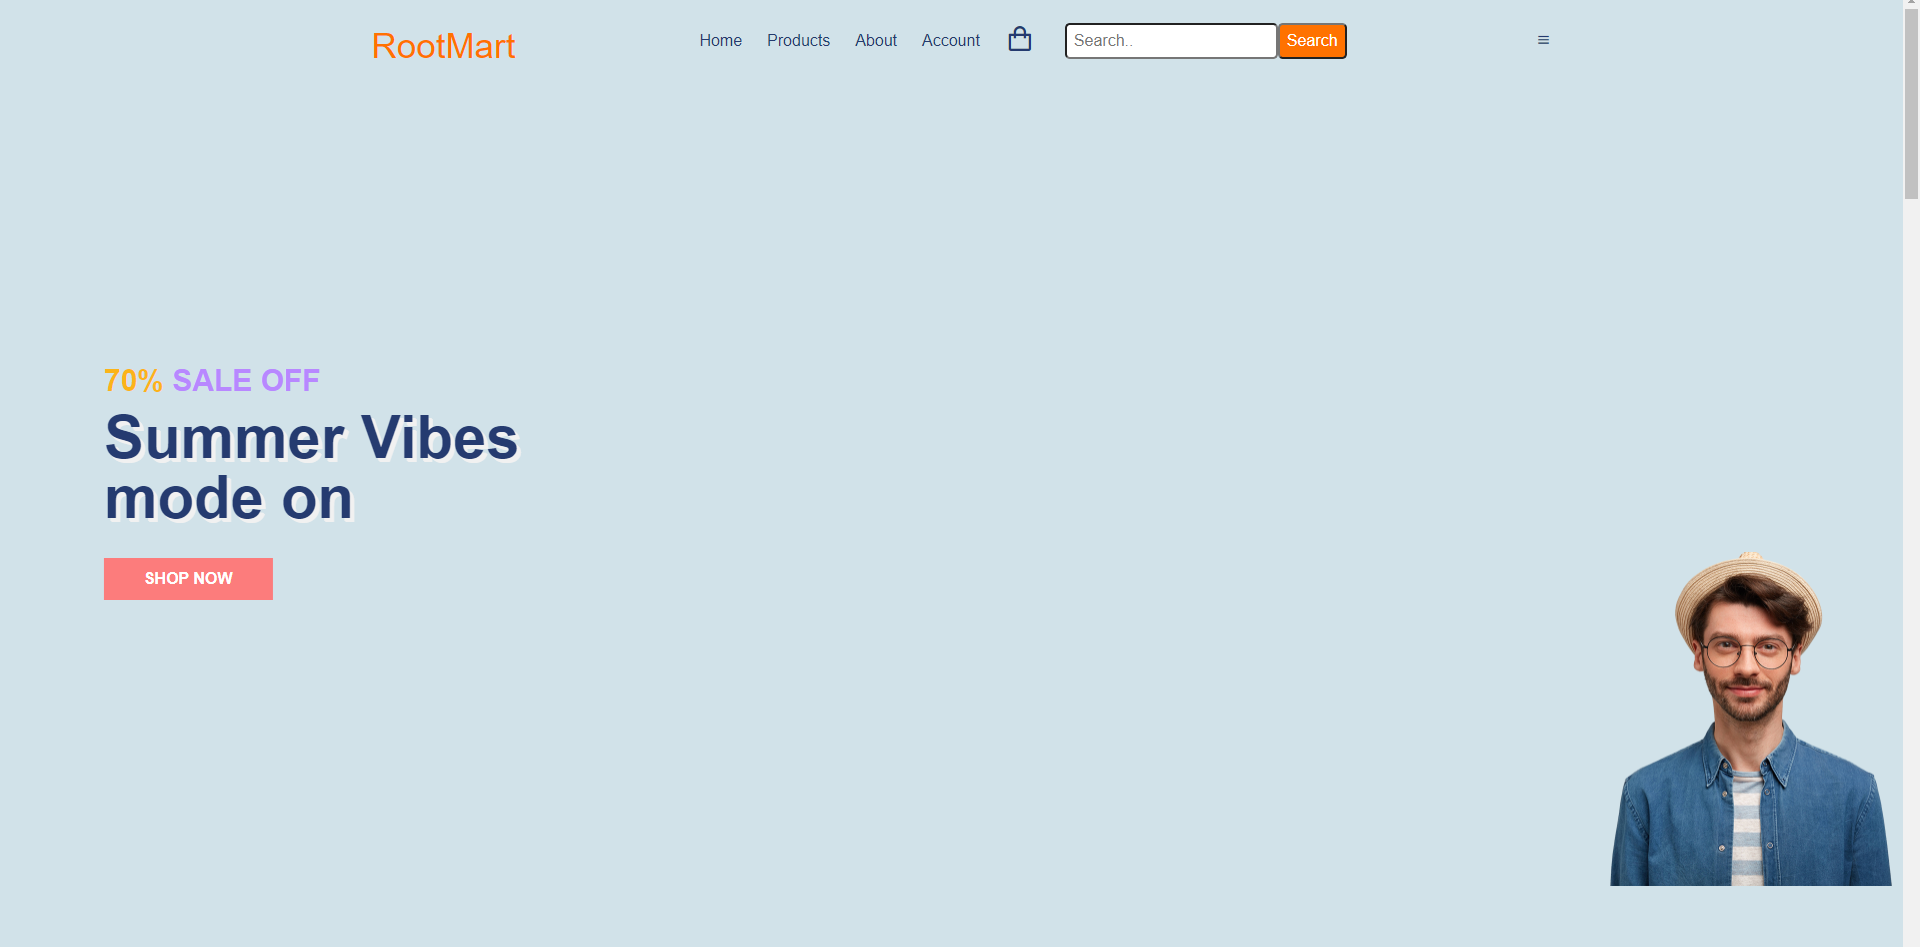 RootMart
Home Products About Account Search.. Search
70% SALE OFF
Summer Vibes
mode on
SHOP NOW